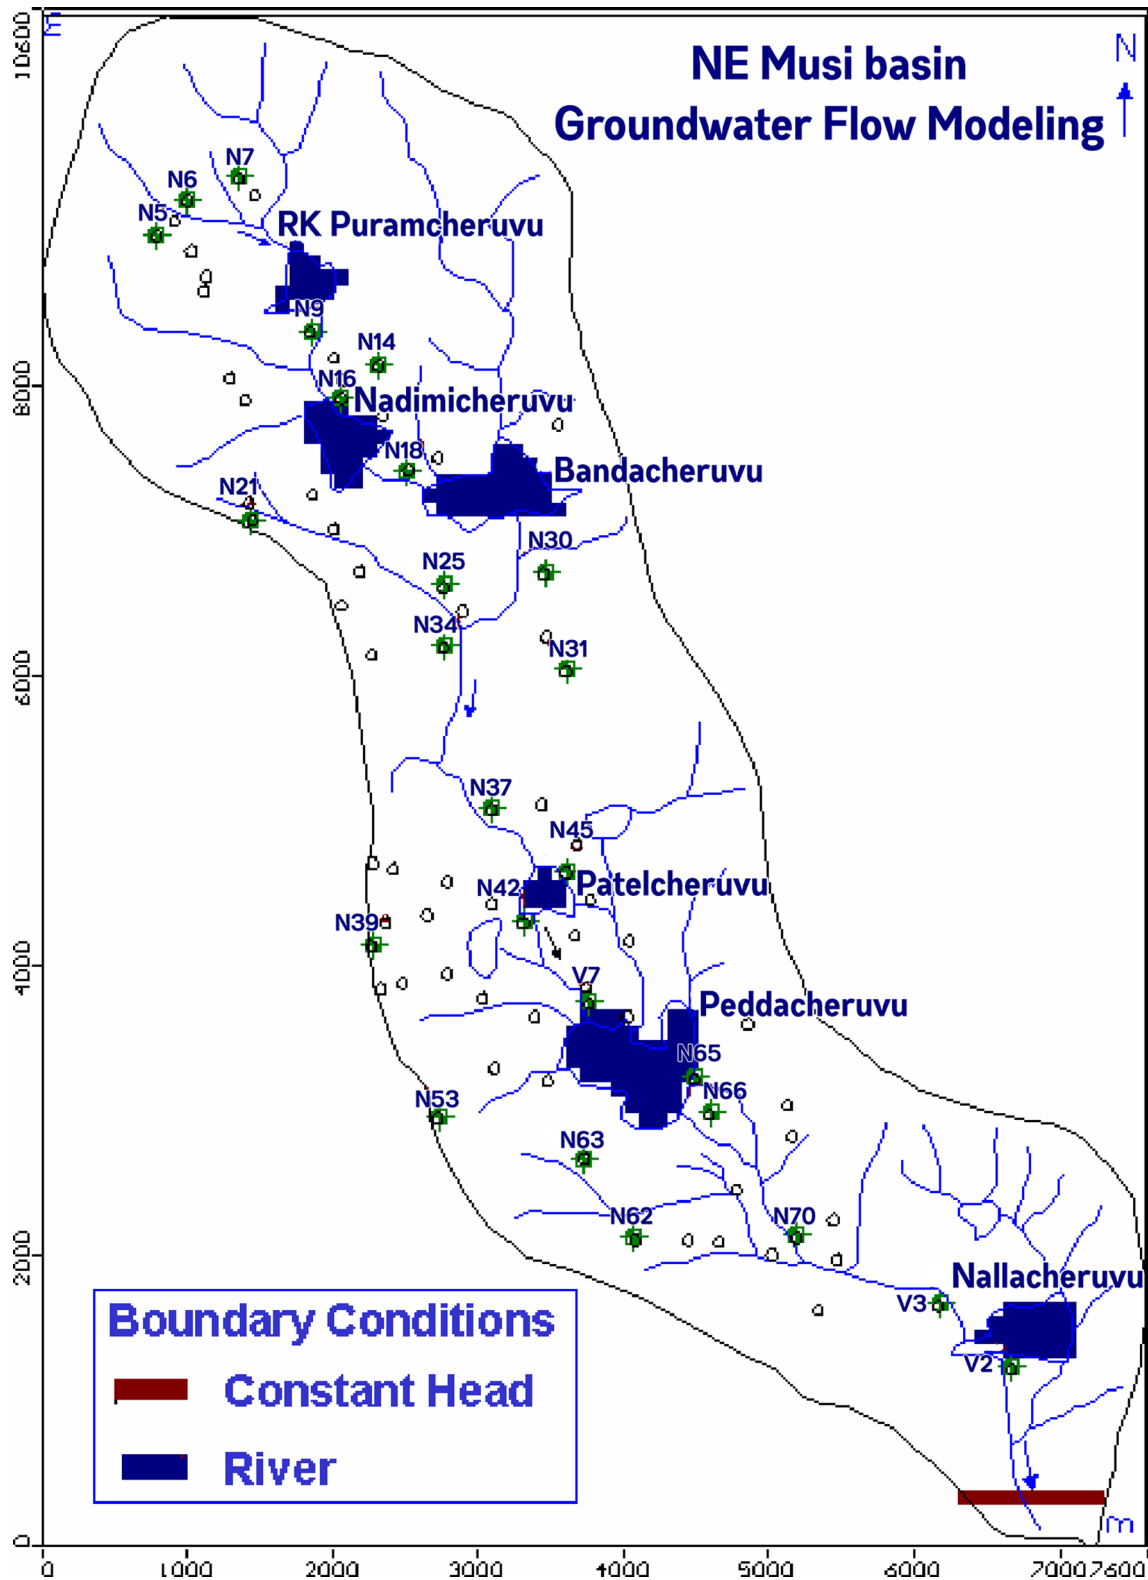 10600
m
NE Musi basin
N
Groundwater Flow Modeling
N7
N6
N5
RK Puramcheruvu
N9
N14
8000
N16
Nadimicheruvu
N18
Bandacheruvu
N21
N30
N25
N34
N31
6000
N37
N45
Patelcheruvu
N42
N39
4000
V7
Peddacheruvu
N65
N66
N53
N63
N62
N70
2000
Nallacheruvu
V3
V2
Boundary Conditions
Constant Head
River
m
0
0 1000 2000 3000 4000 5000 6000 7000 7600